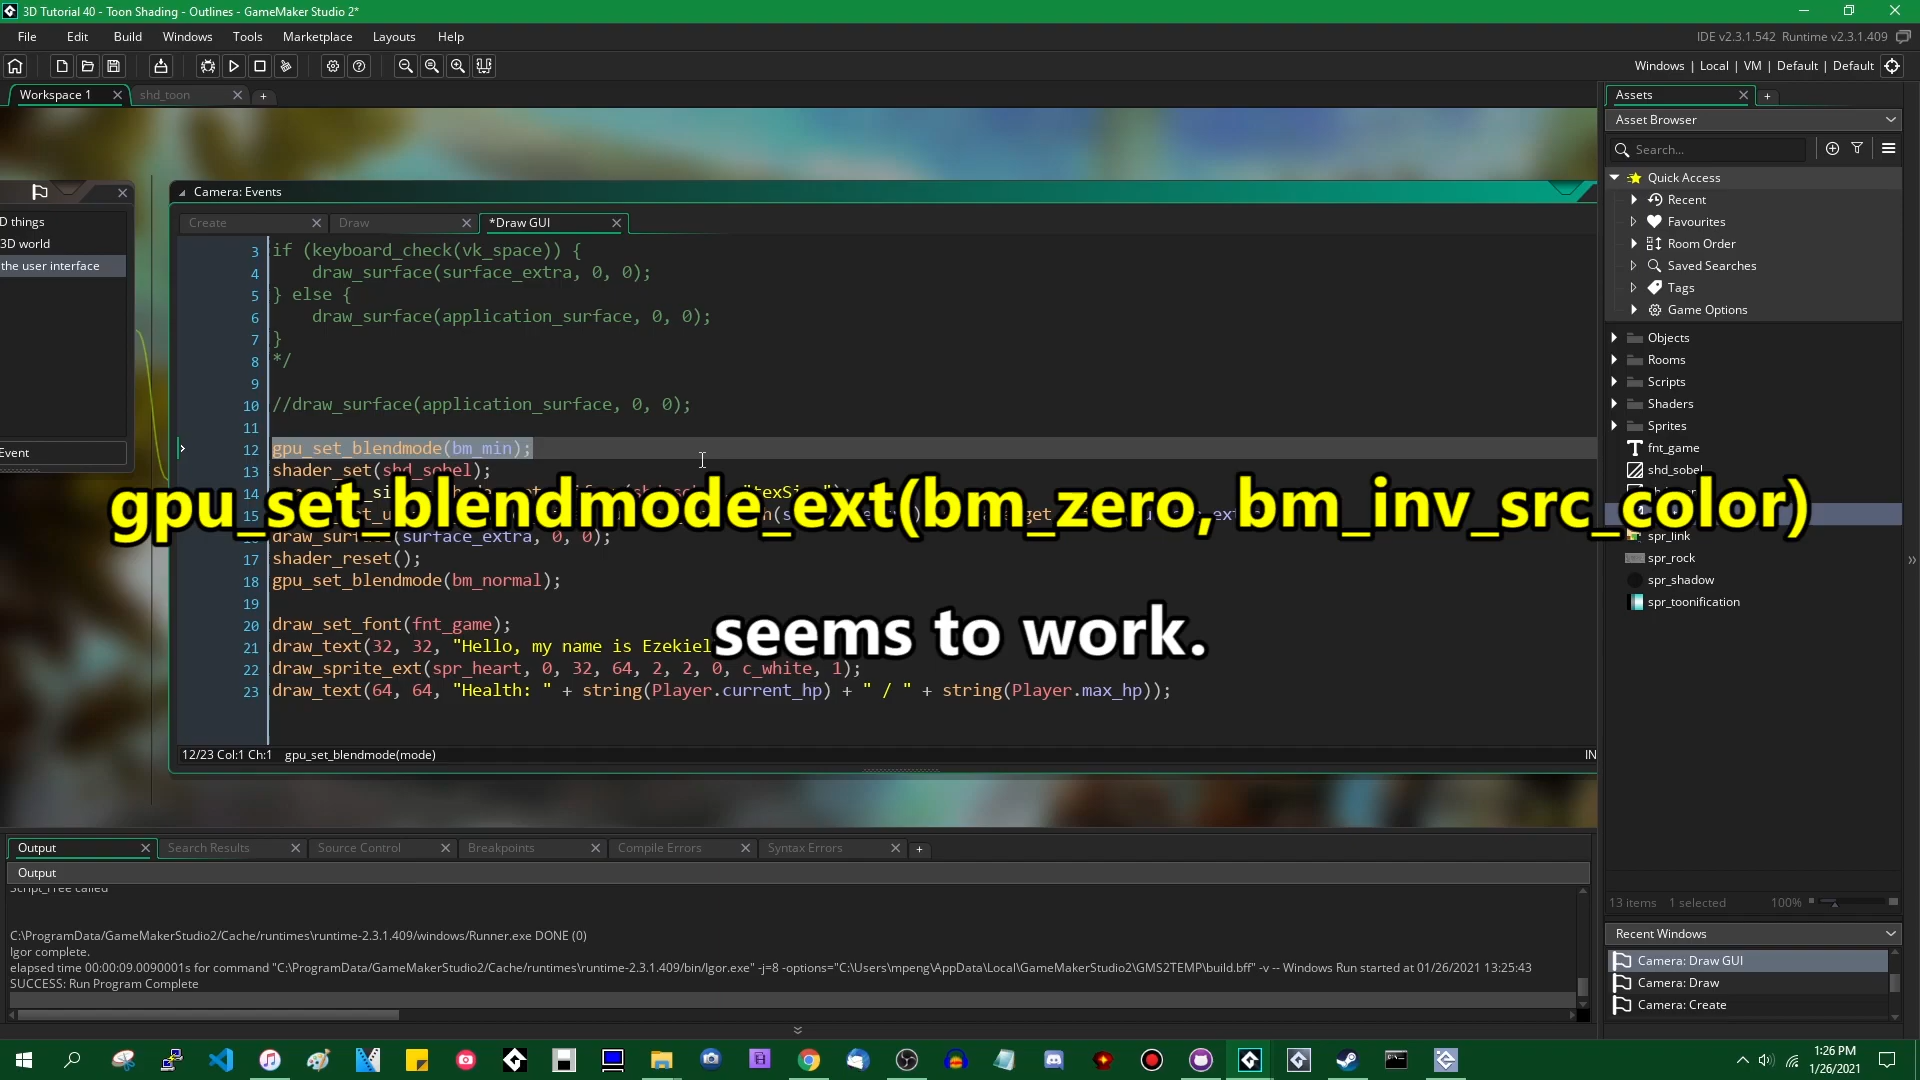 3D Tutorial 40 - Toon Shading - Outlines - GameMaker Studio 2*
File Edit Build Windows Tools Marketplace Layouts Help
IDE v2.3.1.542 Runtime v2.3.1.409
Windows | Local | VM | Default | Default
Workspace 1
shd_toon
Camera: Events
Create
Draw
*Draw GUI
D things
3D world
the user interface
Event
3 if (keyboard_check(vk_space)) {
4 draw_surface(surface_extra, 0, 0);
5 } else {
6 draw_surface(application_surface, 0, 0);
7 }
8 */
9
10 //draw_surface(application_surface, 0, 0);
11
12 gpu_set_blendmode(bm_min);
13 shader_set(shd_sobel);
14
15
gpu_set_blendmode_ext(bm_zero, bm_inv_src_color)
16 draw_surface(surface_extra, 0, 0);
17 shader_reset();
18 gpu_set_blendmode(bm_normal);
19
20 draw_set_font(fnt_game);
seems to work.
21 draw_text(32, 32, "Hello, my name is Ezekiel
22 draw_sprite_ext(spr_heart, 0, 32, 64, 2, 2, 0, c_white, 1);
23 draw_text(64, 64, "Health: " + string(Player.current_hp) + " / " + string(Player.max_hp));
12/23 Col:1 Ch:1 gpu_set_blendmode(mode)
IN
Assets
Asset Browser
Search...
Quick Access
Recent
Favourites
Room Order
Saved Searches
Tags
Game Options
Objects
Rooms
Scripts
Shaders
Sprites
fnt_game
shd_sobel
spr_link
spr_rock
spr_shadow
spr_toonification
13 items 1 selected 100%
Recent Windows
Camera: Draw GUI
Camera: Draw
Camera: Create
Output
Search Results
Source Control
Breakpoints
Compile Errors
Syntax Errors
Output
Script_Free called
C:\ProgramData/GameMakerStudio2/Cache/runtimes\runtime-2.3.1.409/windows/Runner.exe DONE (0)
Igor complete.
elapsed time 00:00:09.0090001s for command "C:\ProgramData/GameMakerStudio2/Cache/runtimes\runtime-2.3.1.409/bin/Igor.exe" -j=8 -options="C:\Users\mpeng\AppData\Local\GameMakerStudio2\GMS2TEMP\build.bff" -v -- Windows Run started at 01/26/2021 13:25:43
SUCCESS: Run Program Complete
1:26 PM
1/26/2021